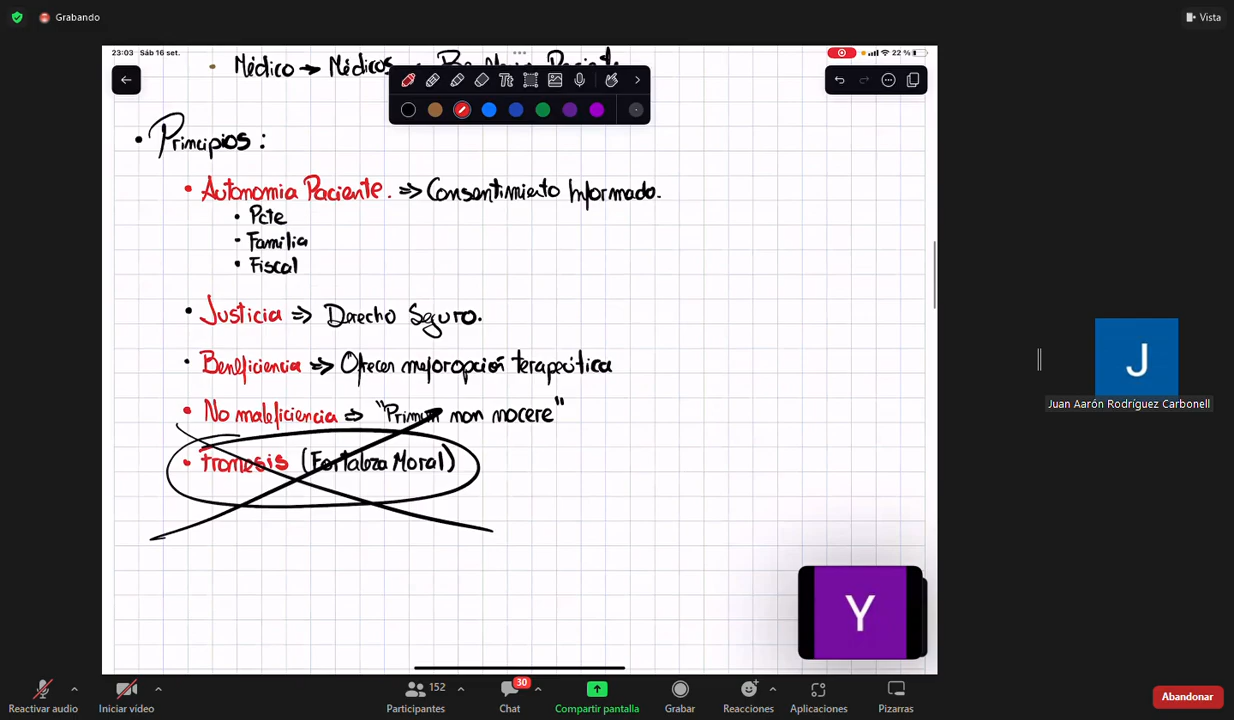 Grabando
Vista
23:03 Sáb 16 set.
22 %
• Médico → Médicos
• Principios :
• Autonomia Paciente. => Consentimiento Informado.
• Pcte
• Familia
• Fiscal
• Justicia => Derecho Seguro.
• Beneficiencia => Ofrecer mejor opción terapeútica
• No maleficiencia => "Primum non nocere"
• Fronesis (Fortaleza Moral)
J
Juan Aarón Rodríguez Carbonell
Y
Reactivar audio
Iniciar vídeo
152
Participantes
30
Chat
Compartir pantalla
Grabar
Reacciones
Aplicaciones
Pizarras
Abandonar